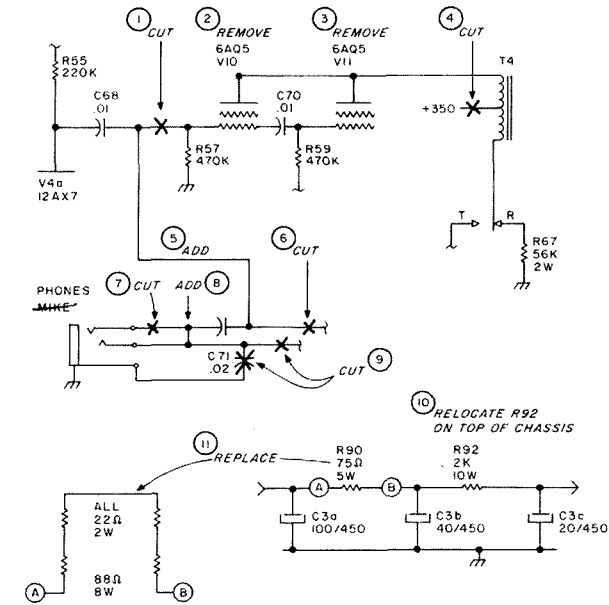 1 CUT
2 REMOVE
6AQ5
V10
3 REMOVE
6AQ5
V11
4 CUT
T4
R55
220K
C68
.01
C70
.01
+350
R57
470K
R59
470K
V4a
12AX7
T R
R67
56K
2W
5 ADD
6 CUT
7 CUT
ADD 8
PHONES
MIKE
C71
.02
CUT 9
10 RELOCATE R92
ON TOP OF CHASSIS
11 REPLACE
R90
75Ω
5W
R92
2K
10W
A B
C3a
100/450
C3b
40/450
C3c
20/450
ALL
22Ω
2W
88Ω
8W
A B